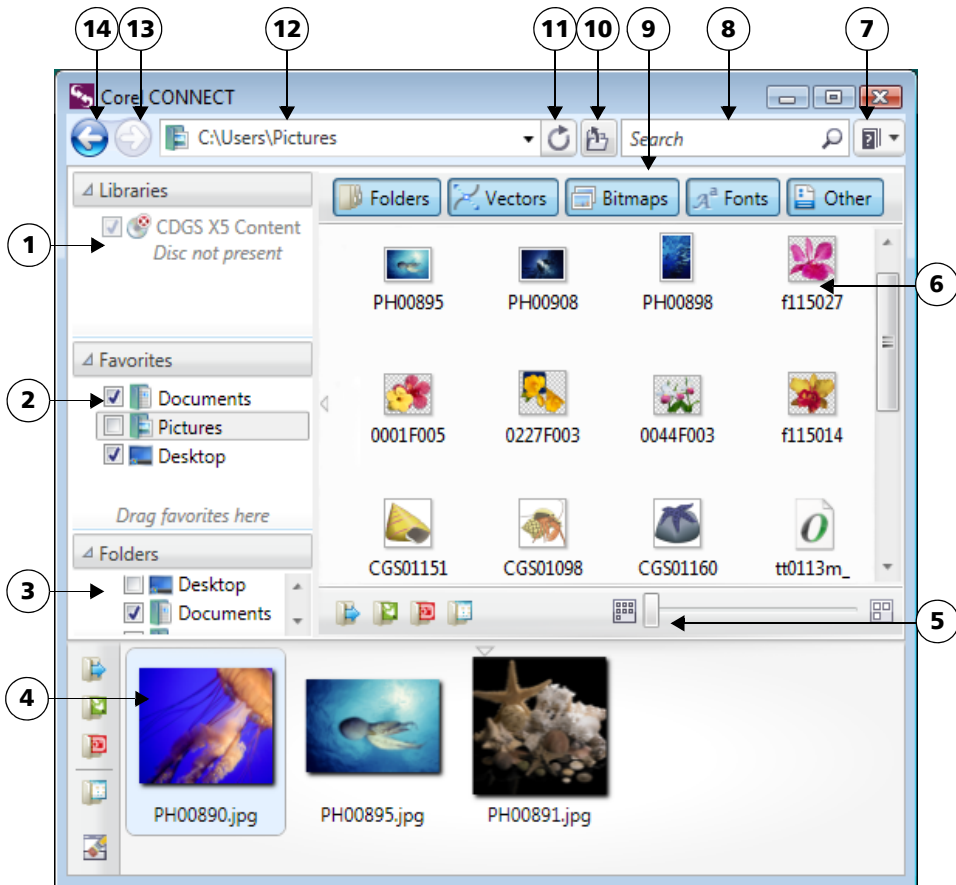 14 13 12 11 10 9 8 7
Corel CONNECT
C:\Users\Pictures
Search
Libraries
CDGS X5 Content
Disc not present
1
Favorites
2
Documents
Pictures
Desktop
Drag favorites here
Folders
3
Desktop
Documents
Folders Vectors Bitmaps Fonts Other
PH00895 PH00908 PH00898 f115027
6
0001F005 0227F003 0044F003 f115014
CGS01151 CGS01098 CGS01160 tt0113m_
5
4
PH00890.jpg PH00895.jpg PH00891.jpg